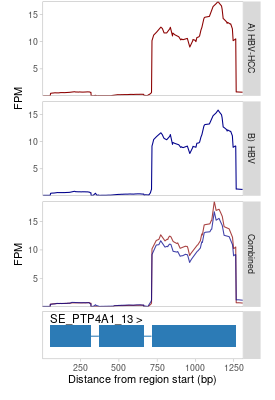 15
10
5
A) HBV-HCC
FPM
15
10
5
B) HBV
15
10
5
Combined
FPM
SE_PTP4A1_13 >
250 500 750 1000 1250
Distance from region start (bp)